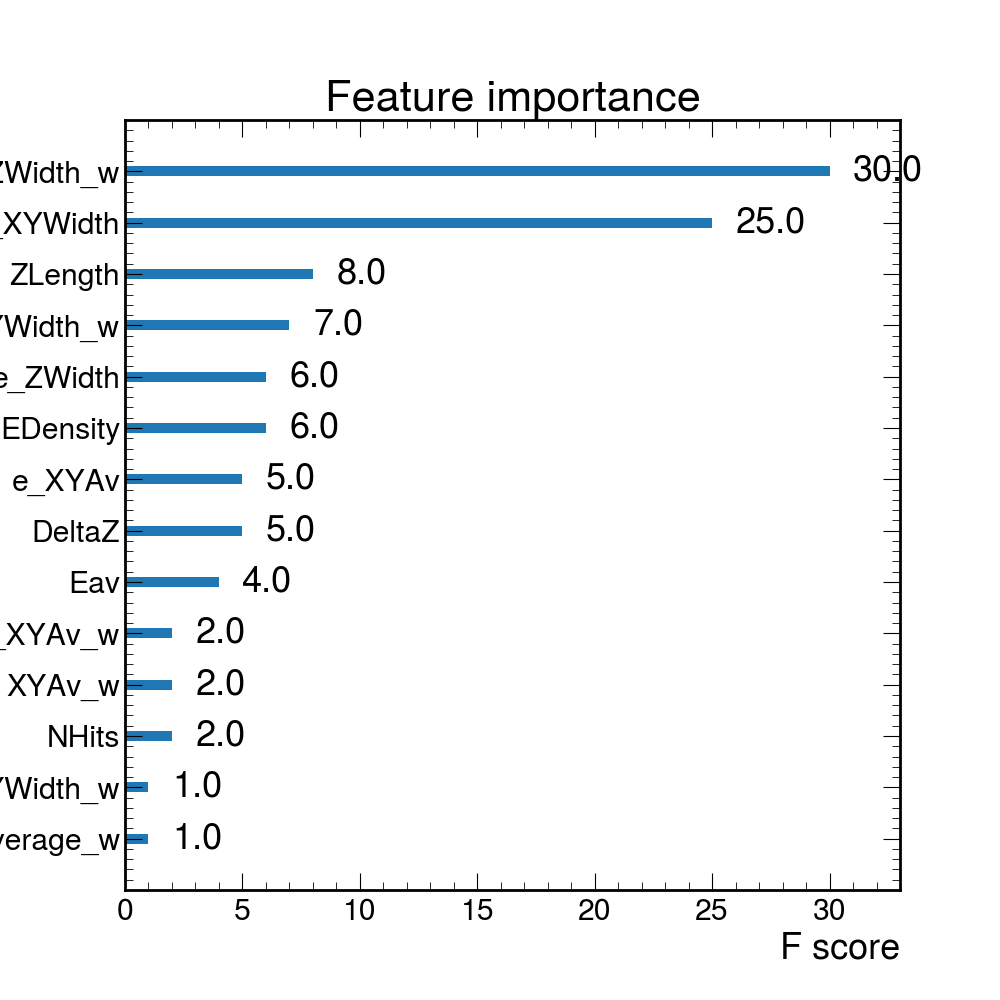 Feature importance
ZWidth_w 30.0
_XYWidth 25.0
ZLength 8.0
YWidth_w 7.0
e_ZWidth 6.0
EDensity 6.0
e_XYAv 5.0
DeltaZ 5.0
Eav 4.0
_XYAv_w 2.0
XYAv_w 2.0
NHits 2.0
YWidth_w 1.0
verage_w 1.0
0 5 10 15 20 25 30
F score